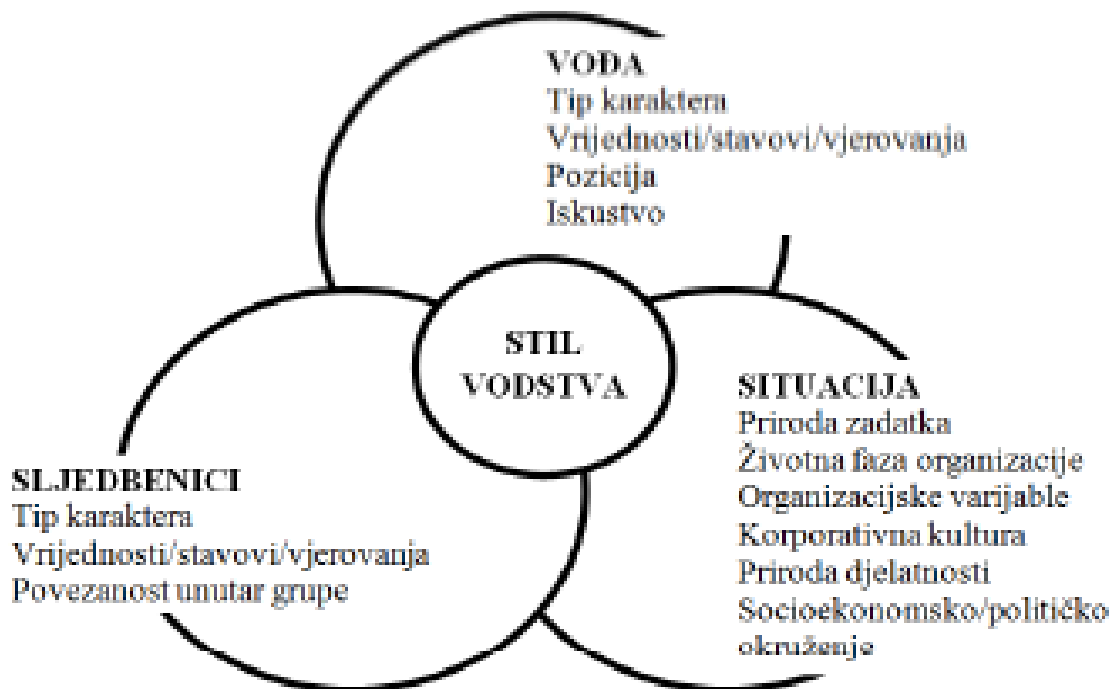 VOĐA
Tip karaktera
Vrijednosti/stavovi/vjerovanja
Pozicija
Iskustvo
STIL
VODSTVA
SLJEDBENICI
Tip karaktera
Vrijednosti/stavovi/vjerovanja
Povezanost unutar grupe
SITUACIJA
Priroda zadatka
Životna faza organizacije
Organizacijske varijable
Korporativna kultura
Priroda djelatnosti
Socioekonomsko/političko
okruženje